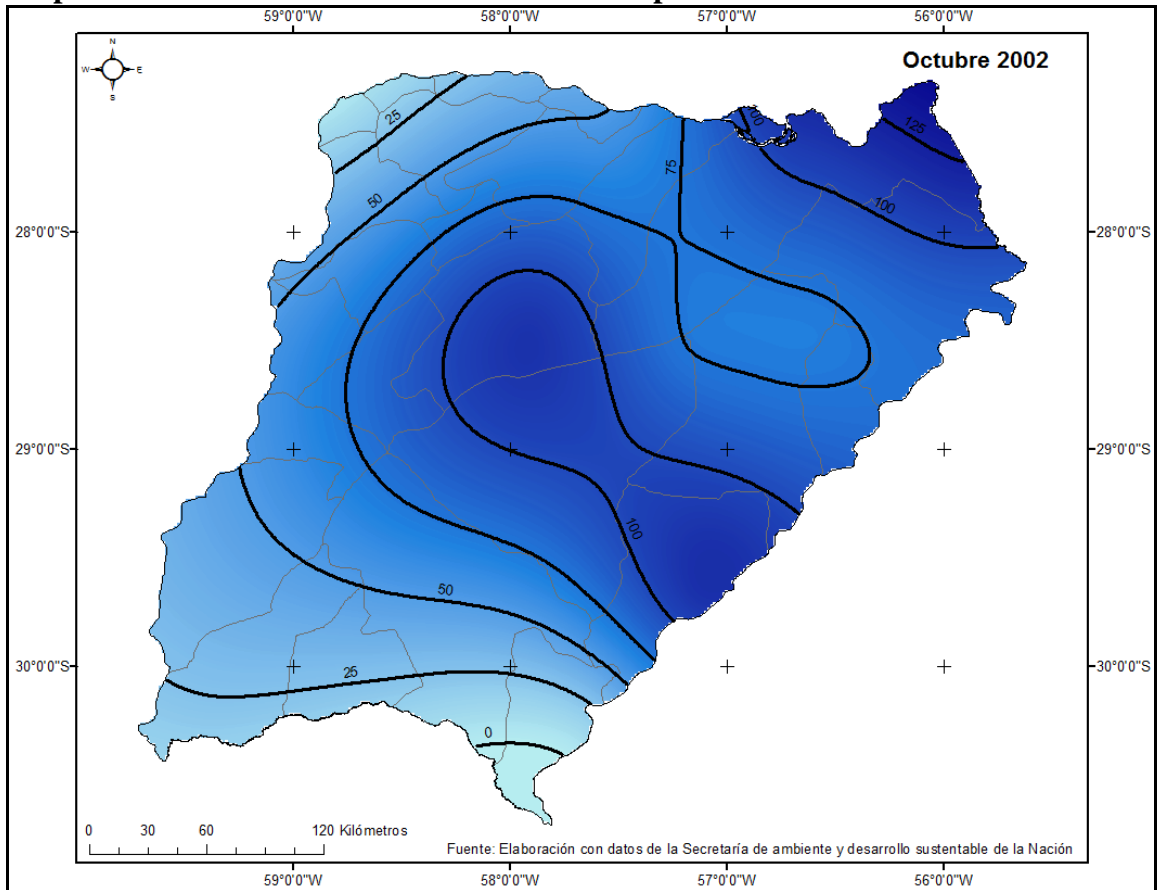 59°0'0"W 58°0'0"W 57°0'0"W 56°0'0"W
Octubre 2002
N
W E
S
25
100
125
50
75
100
28°0'0"S 28°0'0"S
29°0'0"S 29°0'0"S
100
50
30°0'0"S 30°0'0"S
25
0
0 30 60 120 Kilómetros
Fuente: Elaboración con datos de la Secretaría de ambiente y desarrollo sustentable de la Nación
59°0'0"W 58°0'0"W 57°0'0"W 56°0'0"W